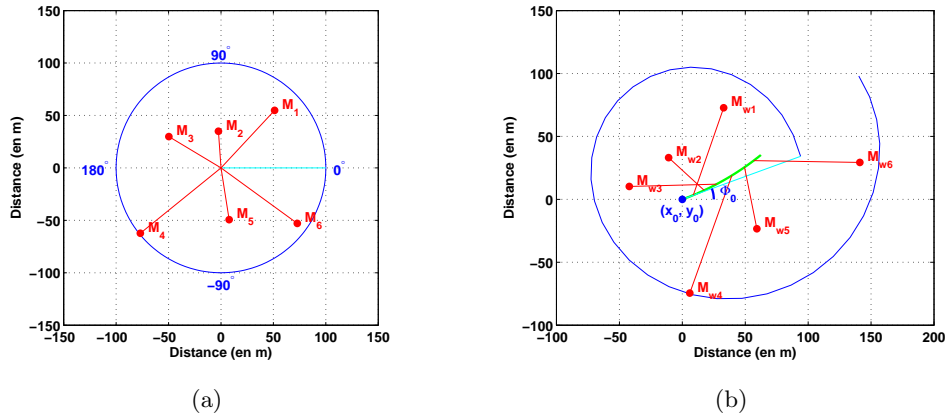 150
100
50
0
−50
−100
−150
−150 −100 −50 0 50 100 150
Distance (en m)
Distance (en m)
90°
180°
0°
−90°
M1
M2
M3
M4
M5
M6
(a)
150
100
50
0
−50
−100
−100 −50 0 50 100 150 200
Distance (en m)
Distance (en m)
Mw1
Mw2
Mw3
Mw4
Mw5
Mw6
Φ0
(x0, y0)
(b)